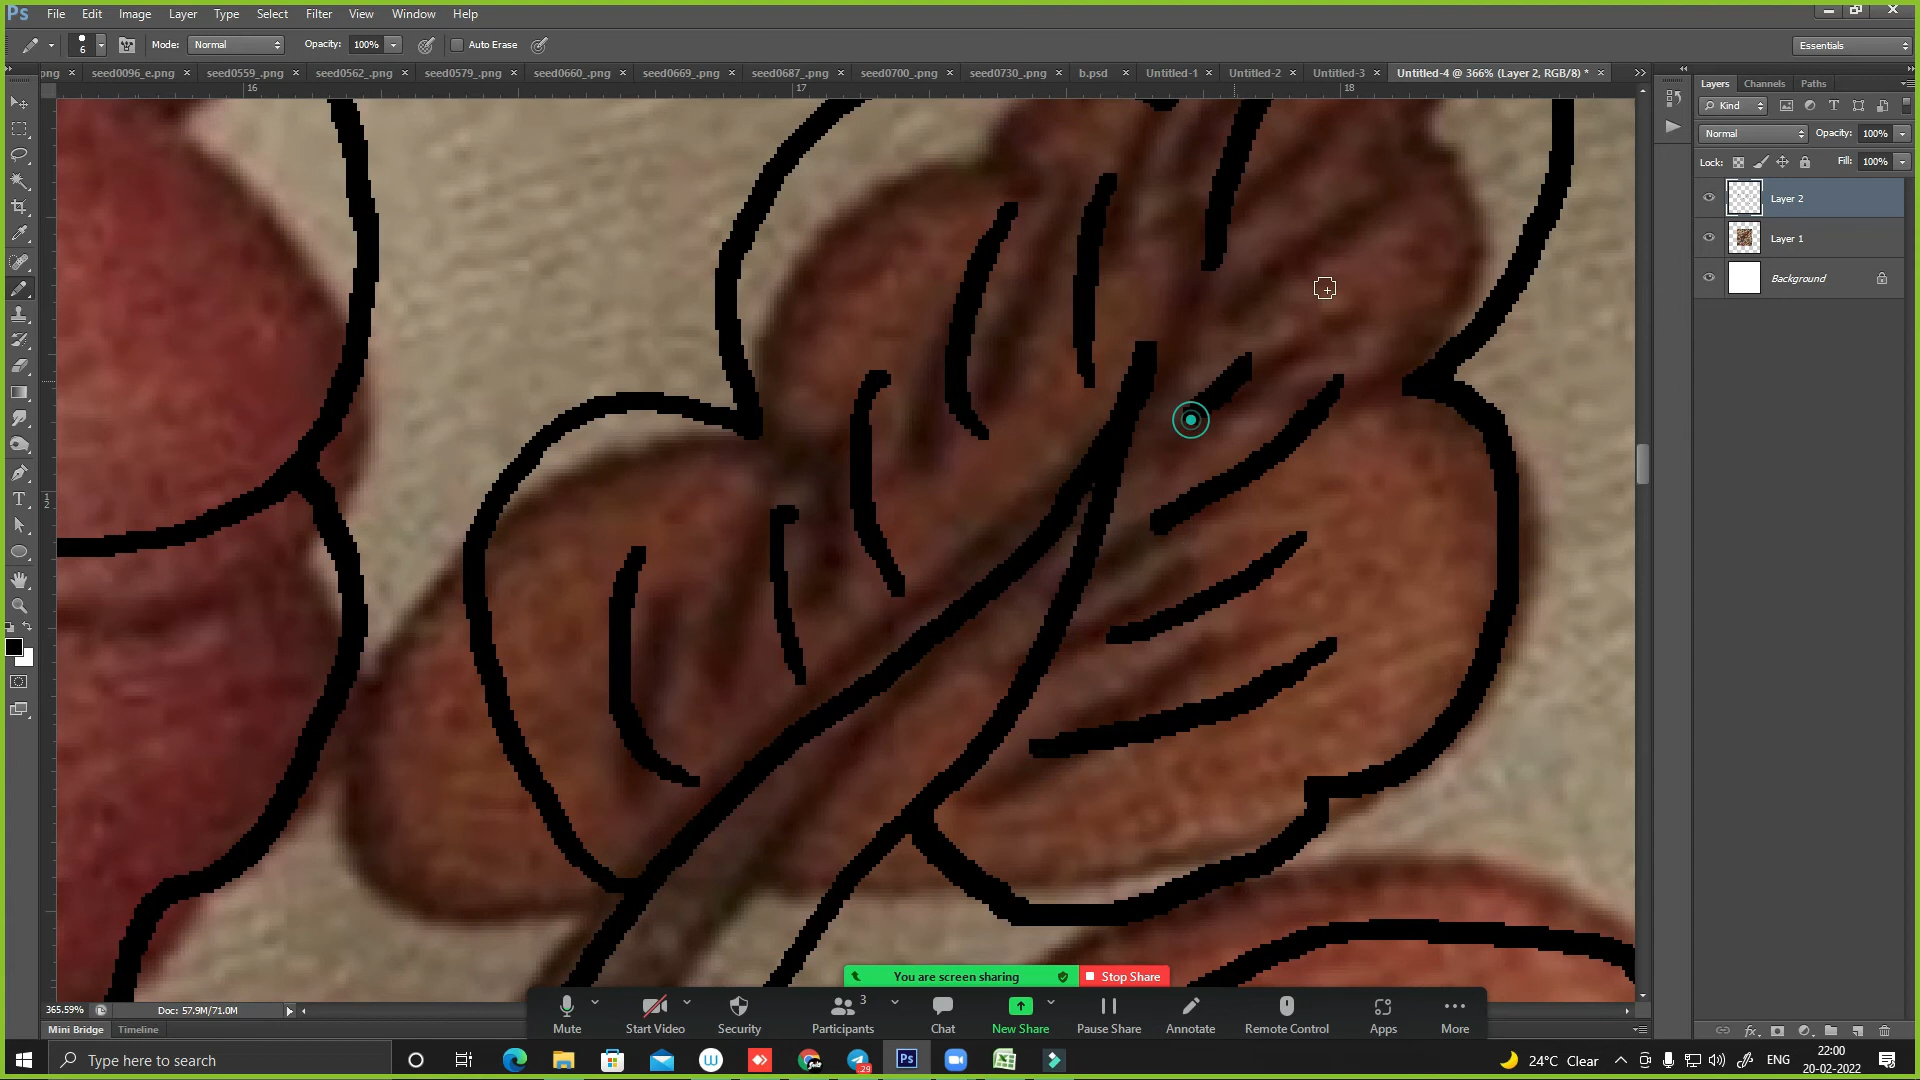 Ps File Edit Image Layer Type Select Filter View Window Help
6 Mode: Normal Opacity: 100% Auto Erase Essentials
png × seed0096_e.png × seed0559_.png × seed0562_.png × seed0579_.png × seed0660_.png × seed0669_.png × seed0687_.png × seed0700_.png × seed0730_.png × b.psd × Untitled-1 × Untitled-2 × Untitled-3 × Untitled-4 @ 366% (Layer 2, RGB/8) * ×
16 17 18
Layers Channels Paths
Kind
Normal Opacity: 100%
Lock: Fill: 100%
Layer 2
Layer 1
Background
1
2
You are screen sharing Stop Share
365.59% Doc: 57.9M/71.0M
3
Mute Start Video Security Participants Chat New Share Pause Share Annotate Remote Control Apps More
Mini Bridge Timeline
Type here to search
29
Ps
24°C Clear
ENG
22:00
20-02-2022